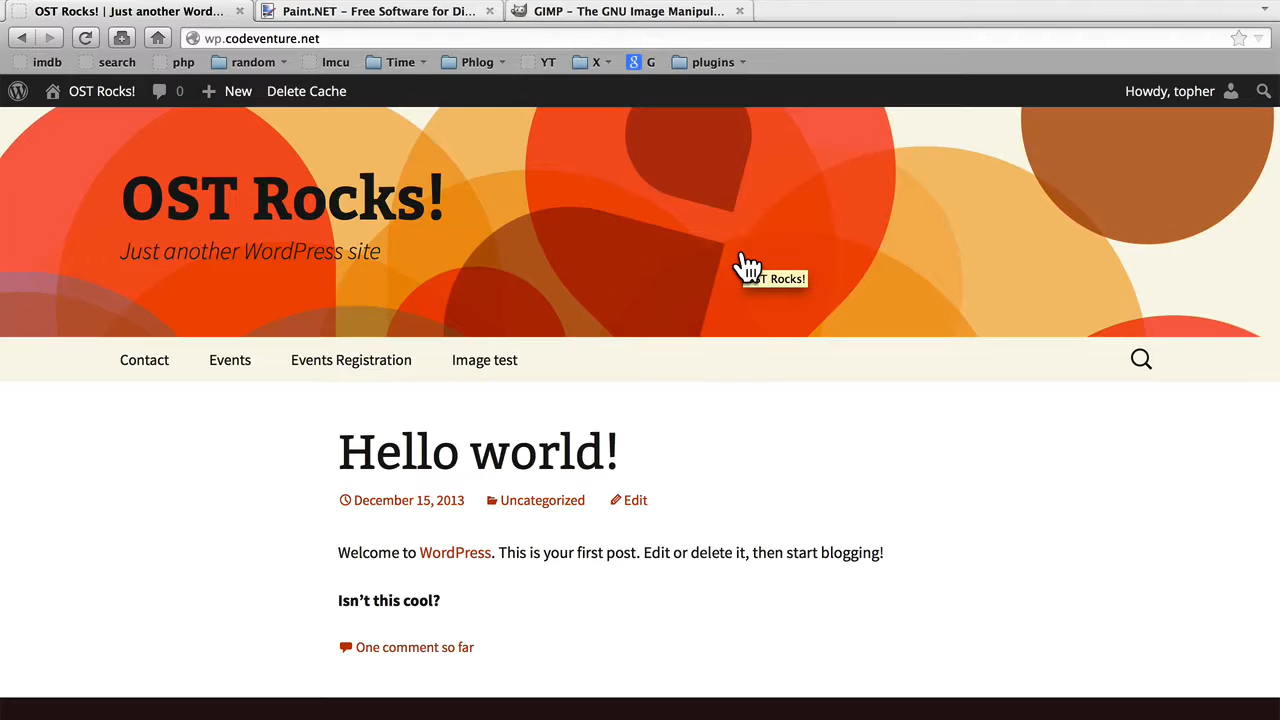 OST Rocks! | Just another Word...
Paint.NET – Free Software for Di...
GIMP – The GNU Image Manipul...
wp.codeventure.net
imdb search php random lmcu Time Phlog YT X G plugins
OST Rocks! 0 New Delete Cache Howdy, topher
OST Rocks!
Just another WordPress site
Rocks!
Contact Events Events Registration Image test
Hello world!
December 15, 2013 Uncategorized Edit
Welcome to WordPress. This is your first post. Edit or delete it, then start blogging!
Isn't this cool?
One comment so far